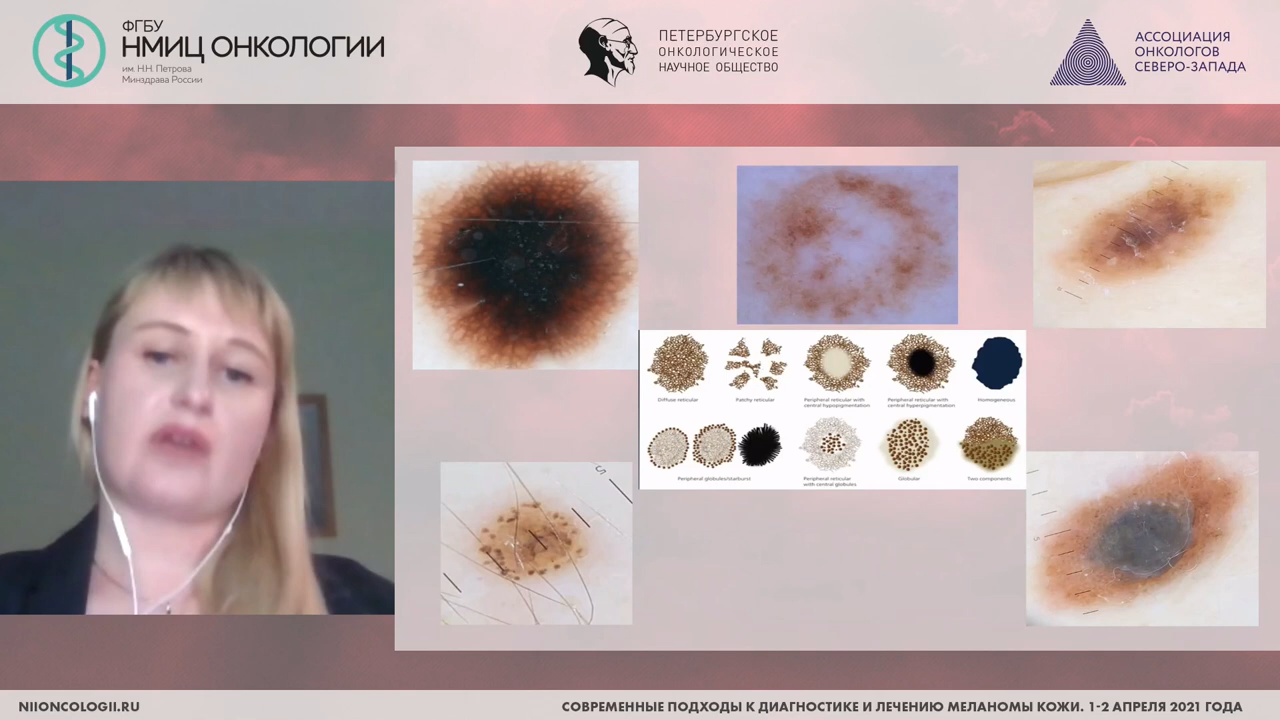 ФГБУ
НМИЦ ОНКОЛОГИИ
им. Н.Н. Петрова
Минздрава России
ПЕТЕРБУРГСКОЕ
ОНКОЛОГИЧЕСКОЕ
НАУЧНОЕ ОБЩЕСТВО
АССОЦИАЦИЯ
ОНКОЛОГОВ
СЕВЕРО-ЗАПАДА
Diffuse reticular
Patchy reticular
Peripheral reticular with
central hypopigmentation
Peripheral reticular with
central hyperpigmentation
Homogeneous
Peripheral globules/starburst
Peripheral reticular
with central globules
Globular
Two components
NIIONCOLOGII.RU
СОВРЕМЕННЫЕ ПОДХОДЫ К ДИАГНОСТИКЕ И ЛЕЧЕНИЮ МЕЛАНОМЫ КОЖИ. 1-2 АПРЕЛЯ 2021 ГОДА